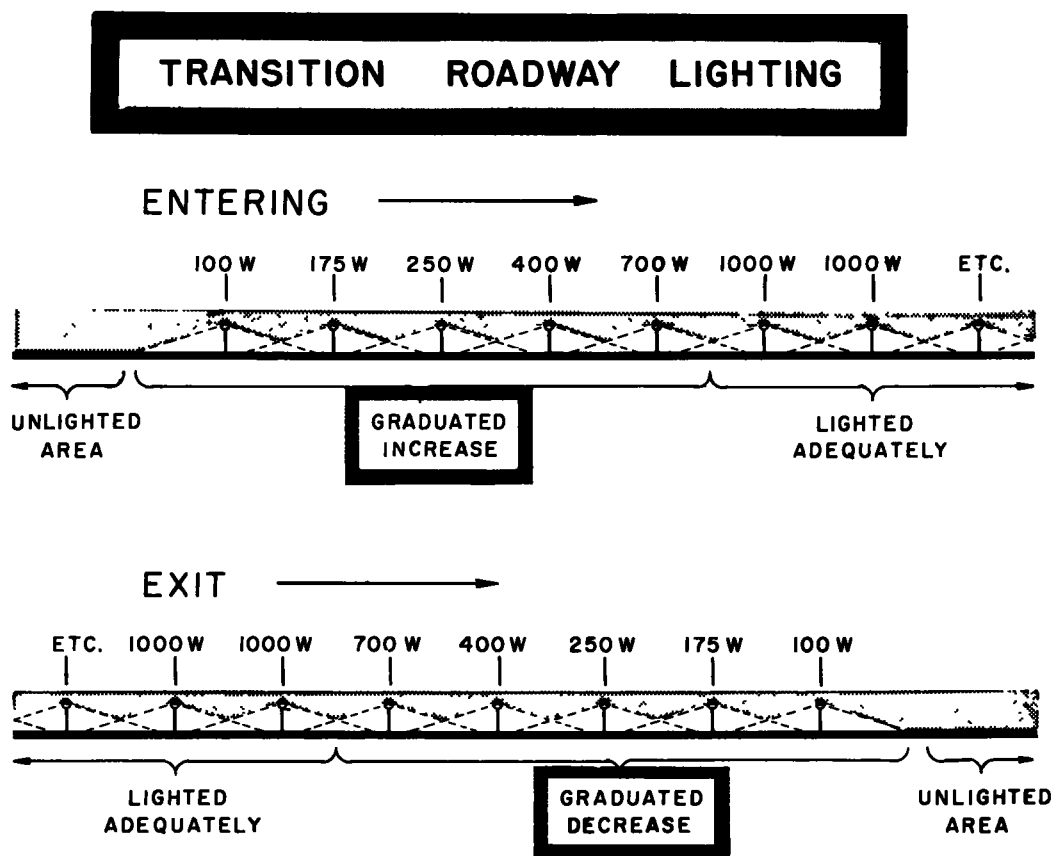 TRANSITION ROADWAY LIGHTING
ENTERING
100 W 175 W 250 W 400 W 700 W 1000 W 1000 W ETC.
UNLIGHTED
AREA
GRADUATED
INCREASE
LIGHTED
ADEQUATELY
EXIT
ETC. 1000 W 1000 W 700 W 400 W 250 W 175 W 100 W
LIGHTED
ADEQUATELY
GRADUATED
DECREASE
UNLIGHTED
AREA